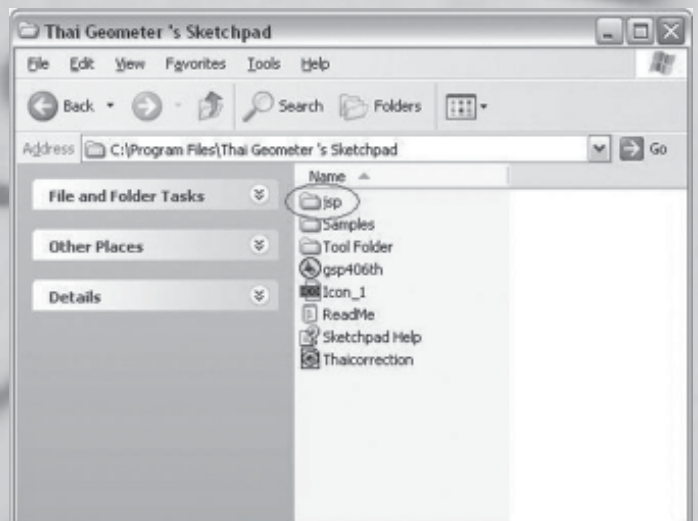 Thai Geometer 's Sketchpad
File Edit View Favorites Tools Help
Back Search Folders
Address C:\Program Files\Thai Geometer 's Sketchpad Go
Name
File and Folder Tasks
Other Places
Details
jsp
Samples
Tool Folder
gsp406th
Icon_1
ReadMe
Sketchpad Help
Thaicorrection